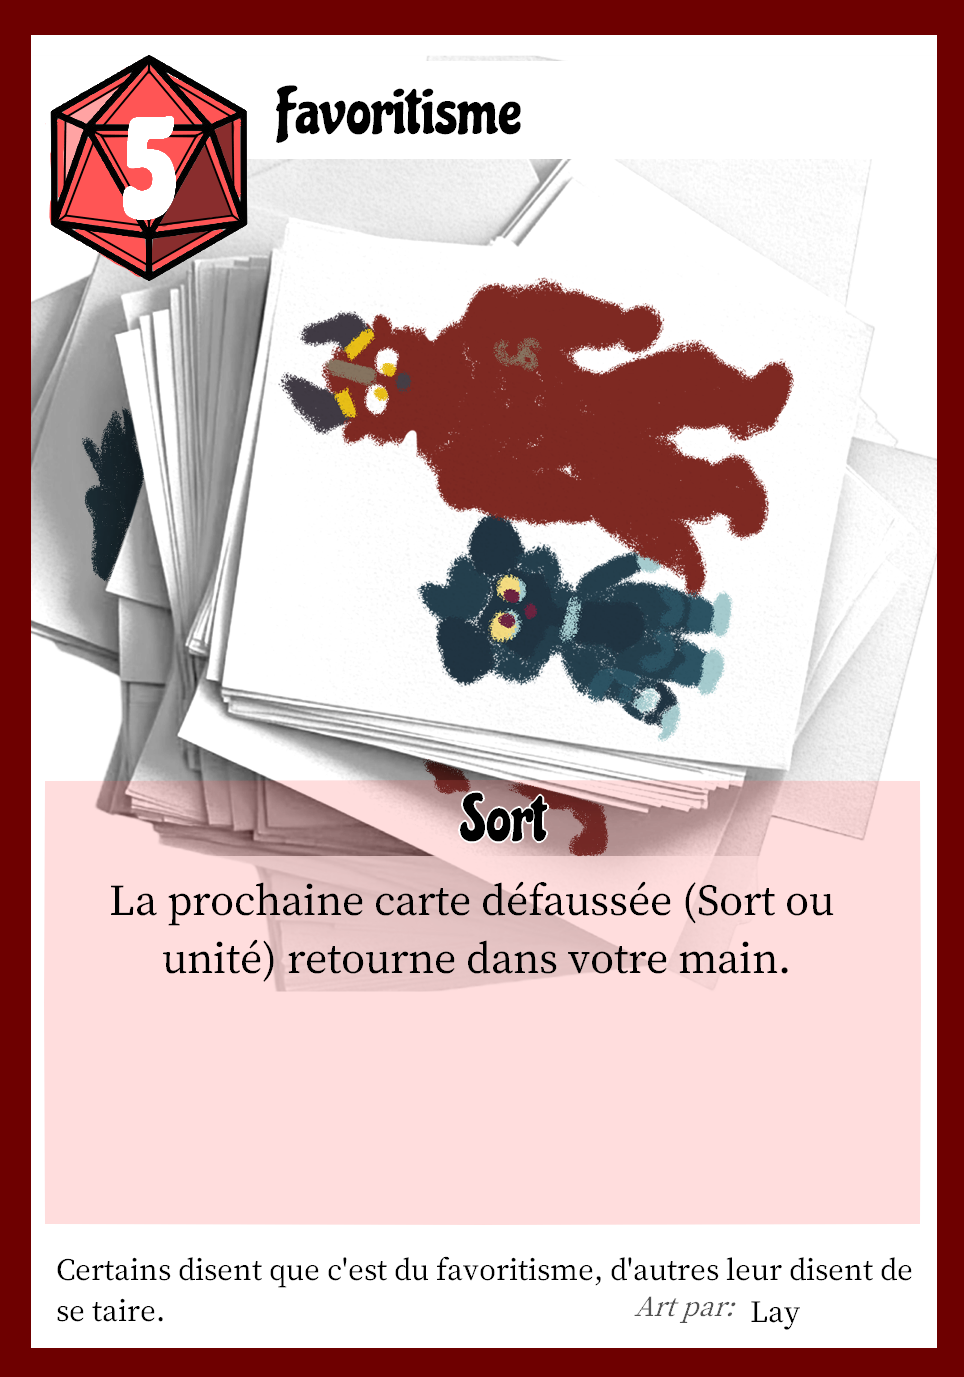 5
Favoritisme
Sort
La prochaine carte défaussée (Sort ou
unité) retourne dans votre main.
Certains disent que c'est du favoritisme, d'autres leur disent de
se taire.
Art par: Lay